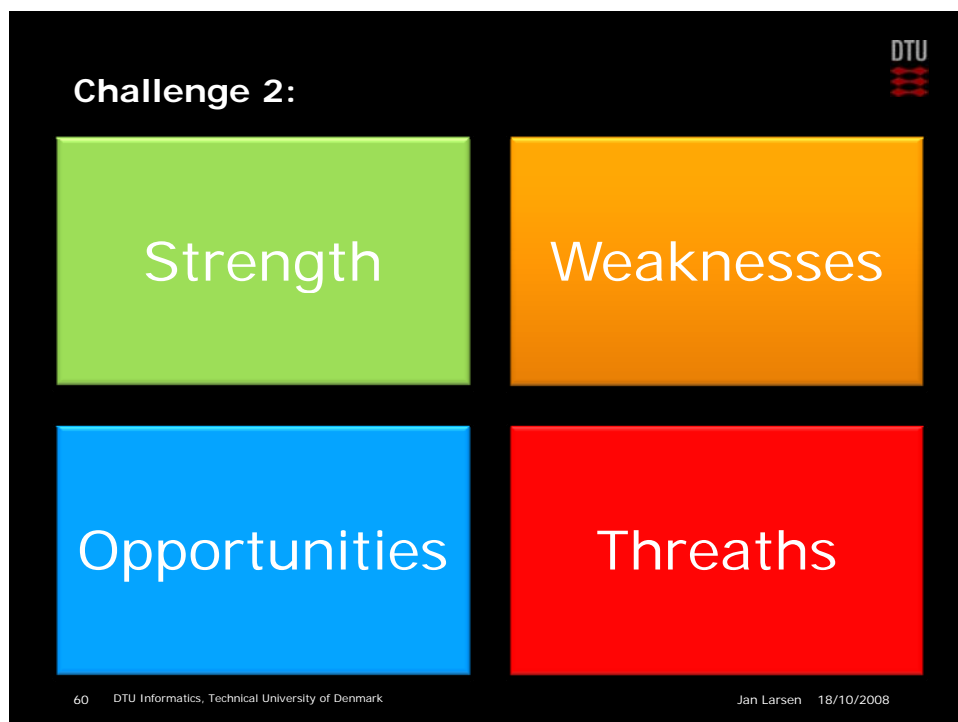 DTU
Challenge 2:
Strength
Weaknesses
Opportunities
Threaths
60 DTU Informatics, Technical University of Denmark
Jan Larsen 18/10/2008